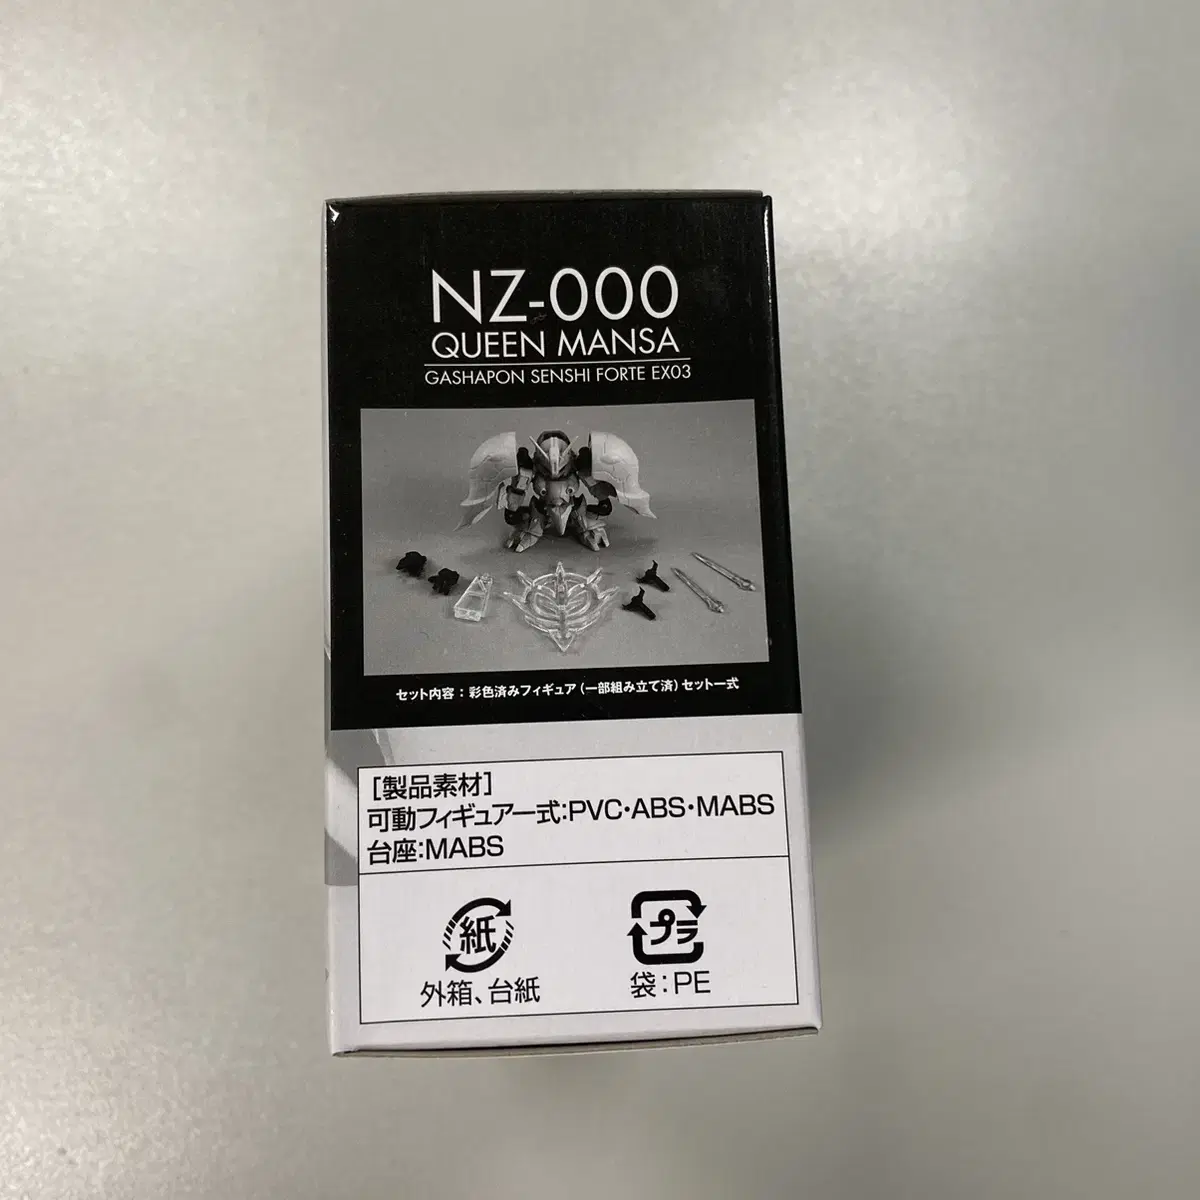 NZ-000
QUEEN MANSA
GASHAPON SENSHI FORTE EX03
セット内容：彩色済みフィギュア（一部組み立て済）セット一式
［製品素材］
可動フィギュア一式：PVC・ABS・MABS
台座：MABS
紙
外箱、台紙
プラ
袋：PE